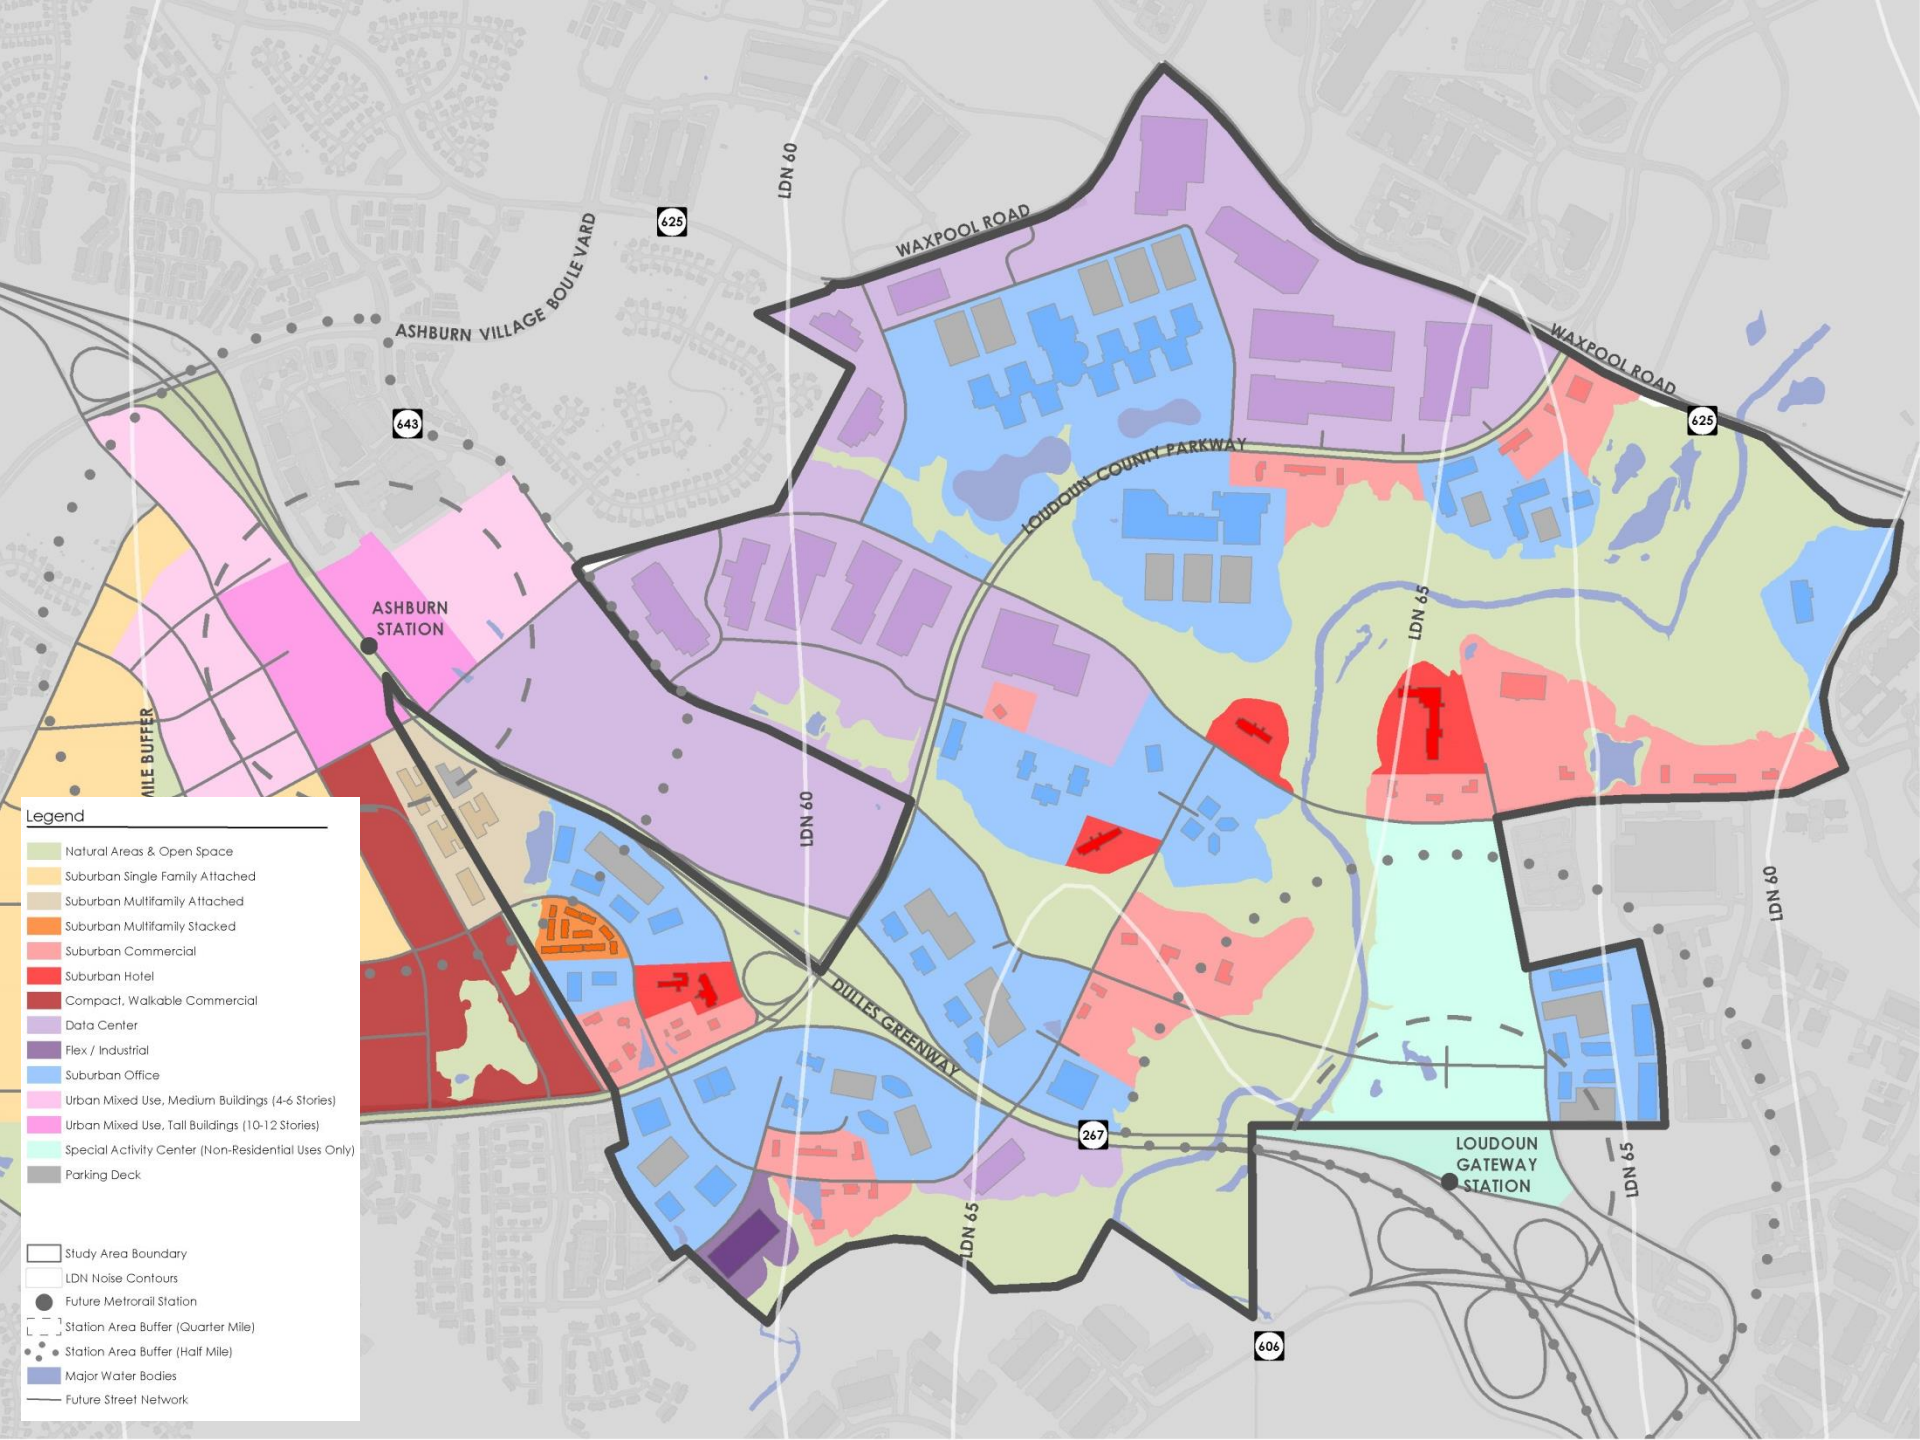 LDN 60
625
WAXPOOL ROAD
ASHBURN VILLAGE BOULEVARD
WAXPOOL ROAD
643
625
LOUDOUN COUNTY PARKWAY
ASHBURN
STATION
LDN 65
MILE BUFFER
LDN 60
LDN 60
DULLES GREENWAY
267
LOUDOUN
GATEWAY
STATION
LDN 65
LDN 65
606
Legend
Natural Areas & Open Space
Suburban Single Family Attached
Suburban Multifamily Attached
Suburban Multifamily Stacked
Suburban Commercial
Suburban Hotel
Compact, Walkable Commercial
Data Center
Flex / Industrial
Suburban Office
Urban Mixed Use, Medium Buildings (4-6 Stories)
Urban Mixed Use, Tall Buildings (10-12 Stories)
Special Activity Center (Non-Residential Uses Only)
Parking Deck
Study Area Boundary
LDN Noise Contours
Future Metrorail Station
Station Area Buffer (Quarter Mile)
Station Area Buffer (Half Mile)
Major Water Bodies
Future Street Network